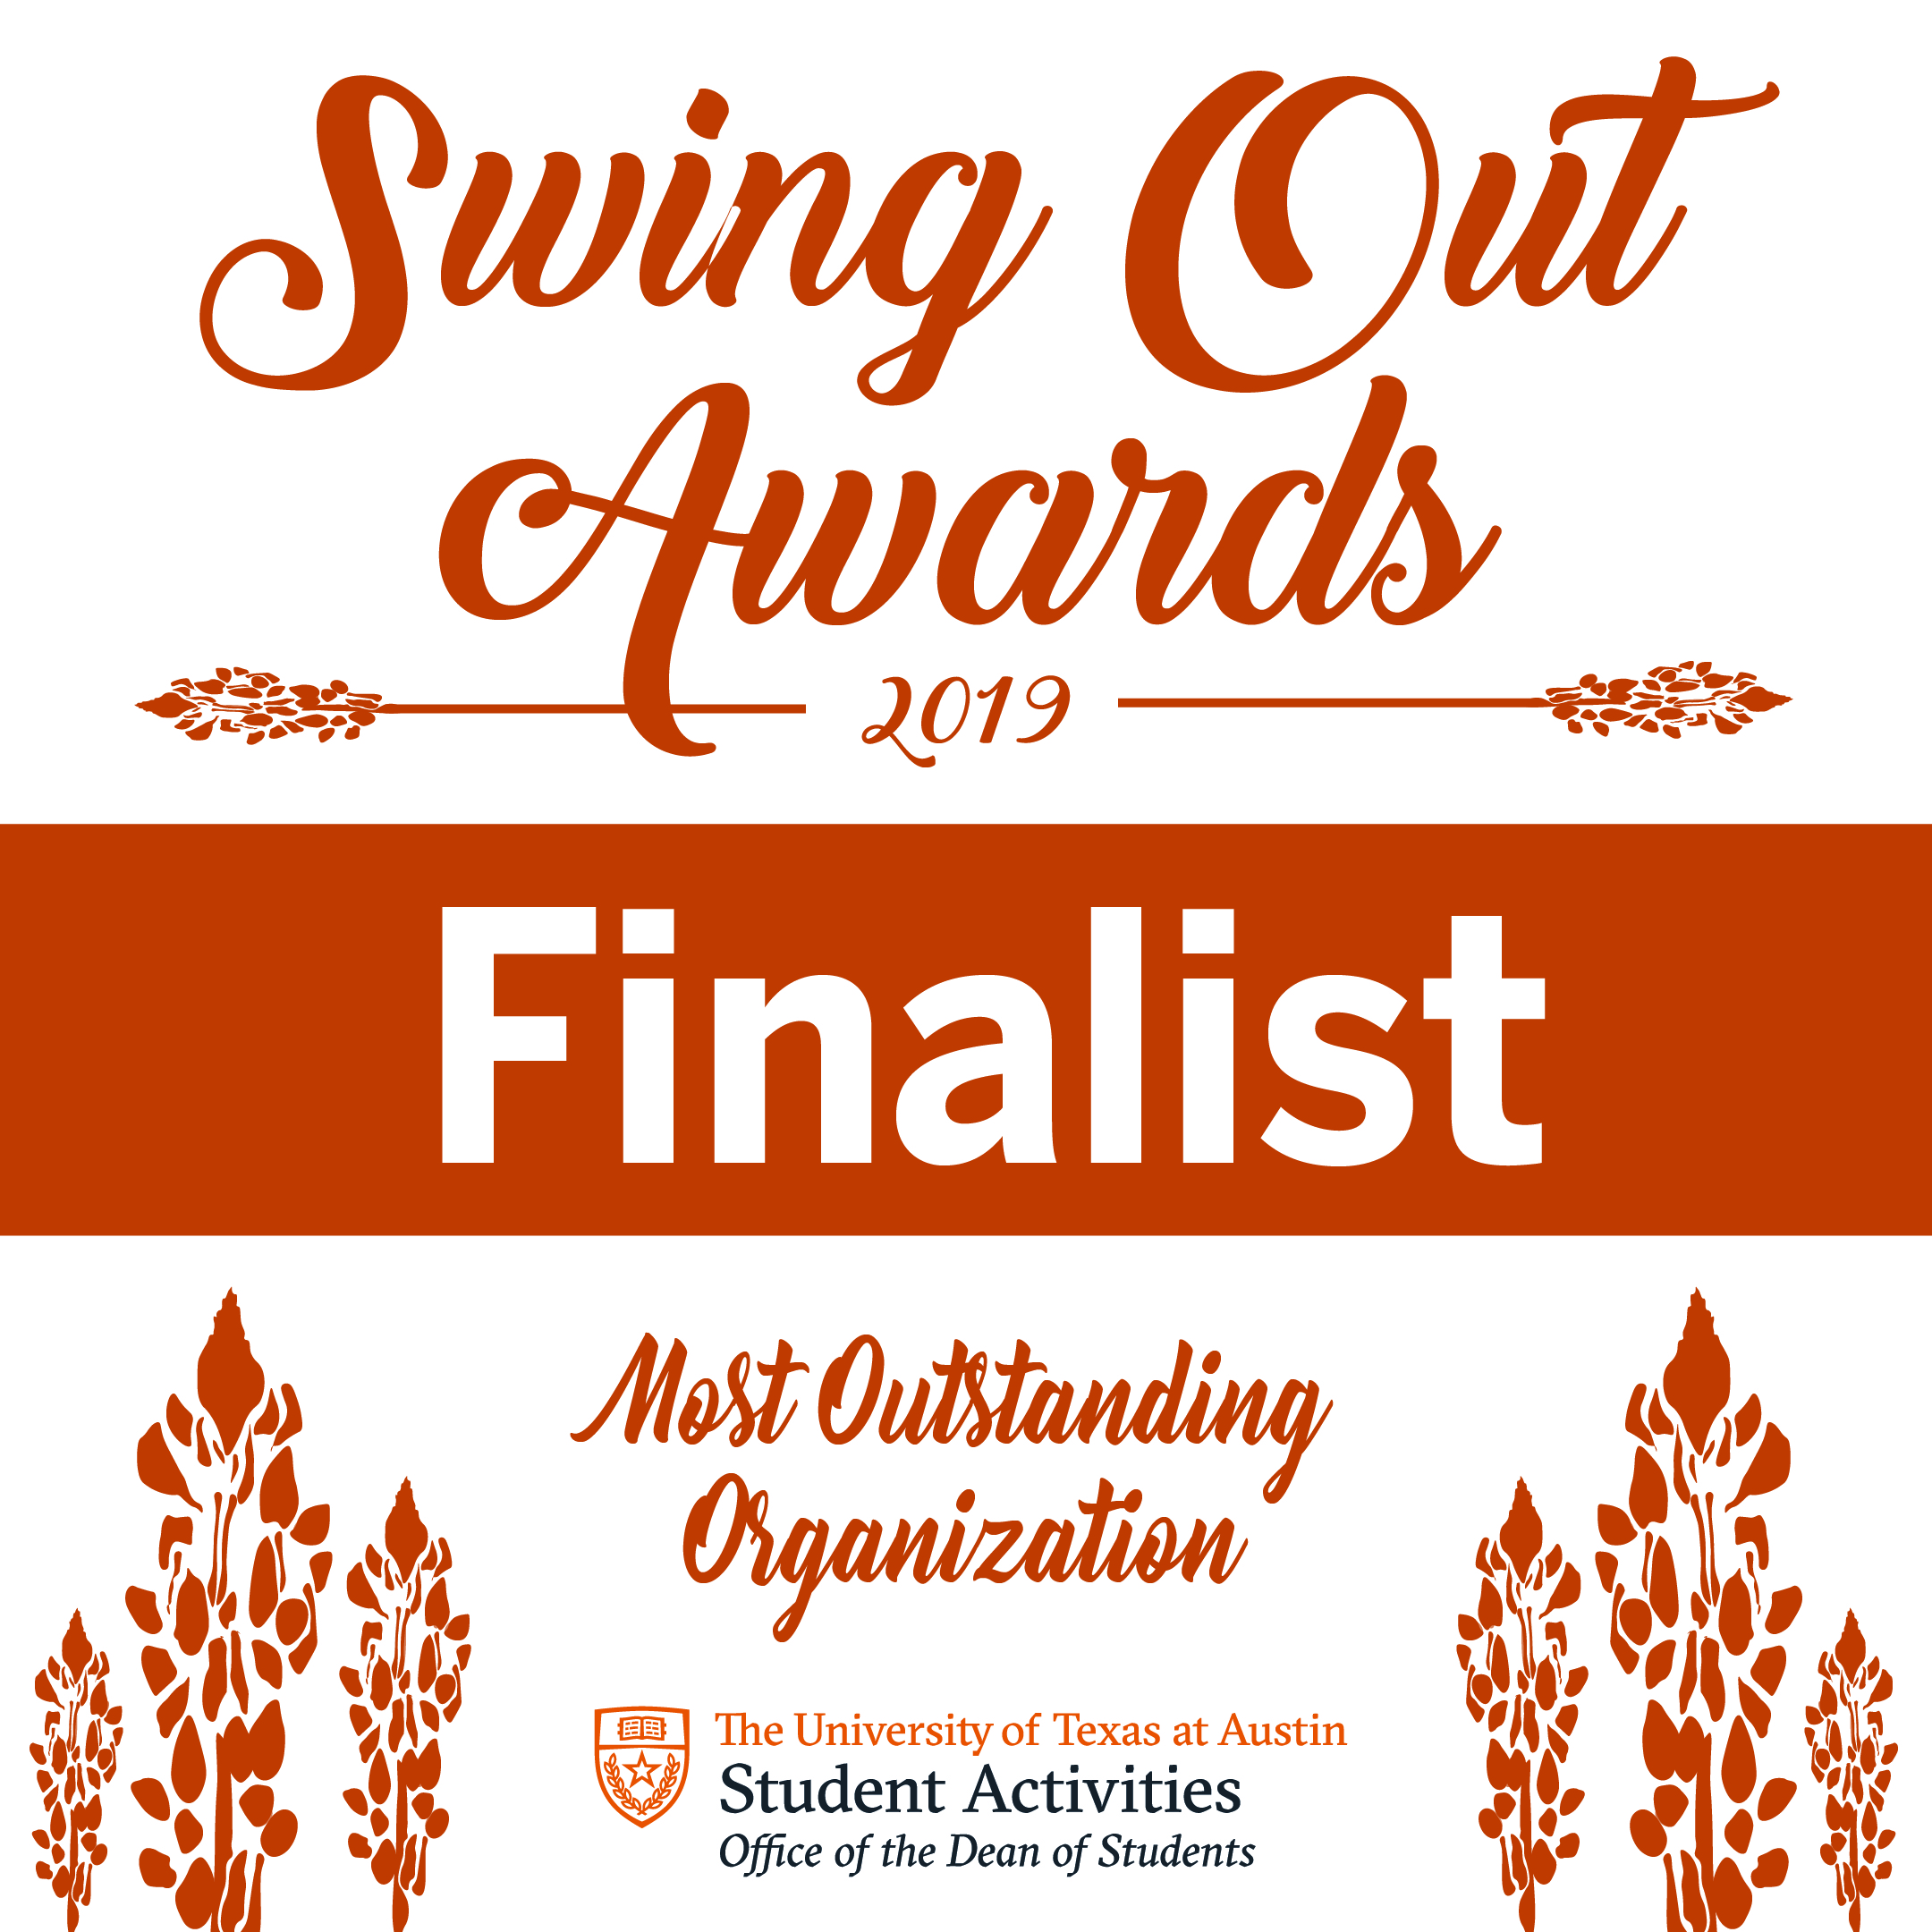 Swing Out
Awards
2019
Finalist
Most Outstanding
Organization
The University of Texas at Austin
Student Activities
Office of the Dean of Students